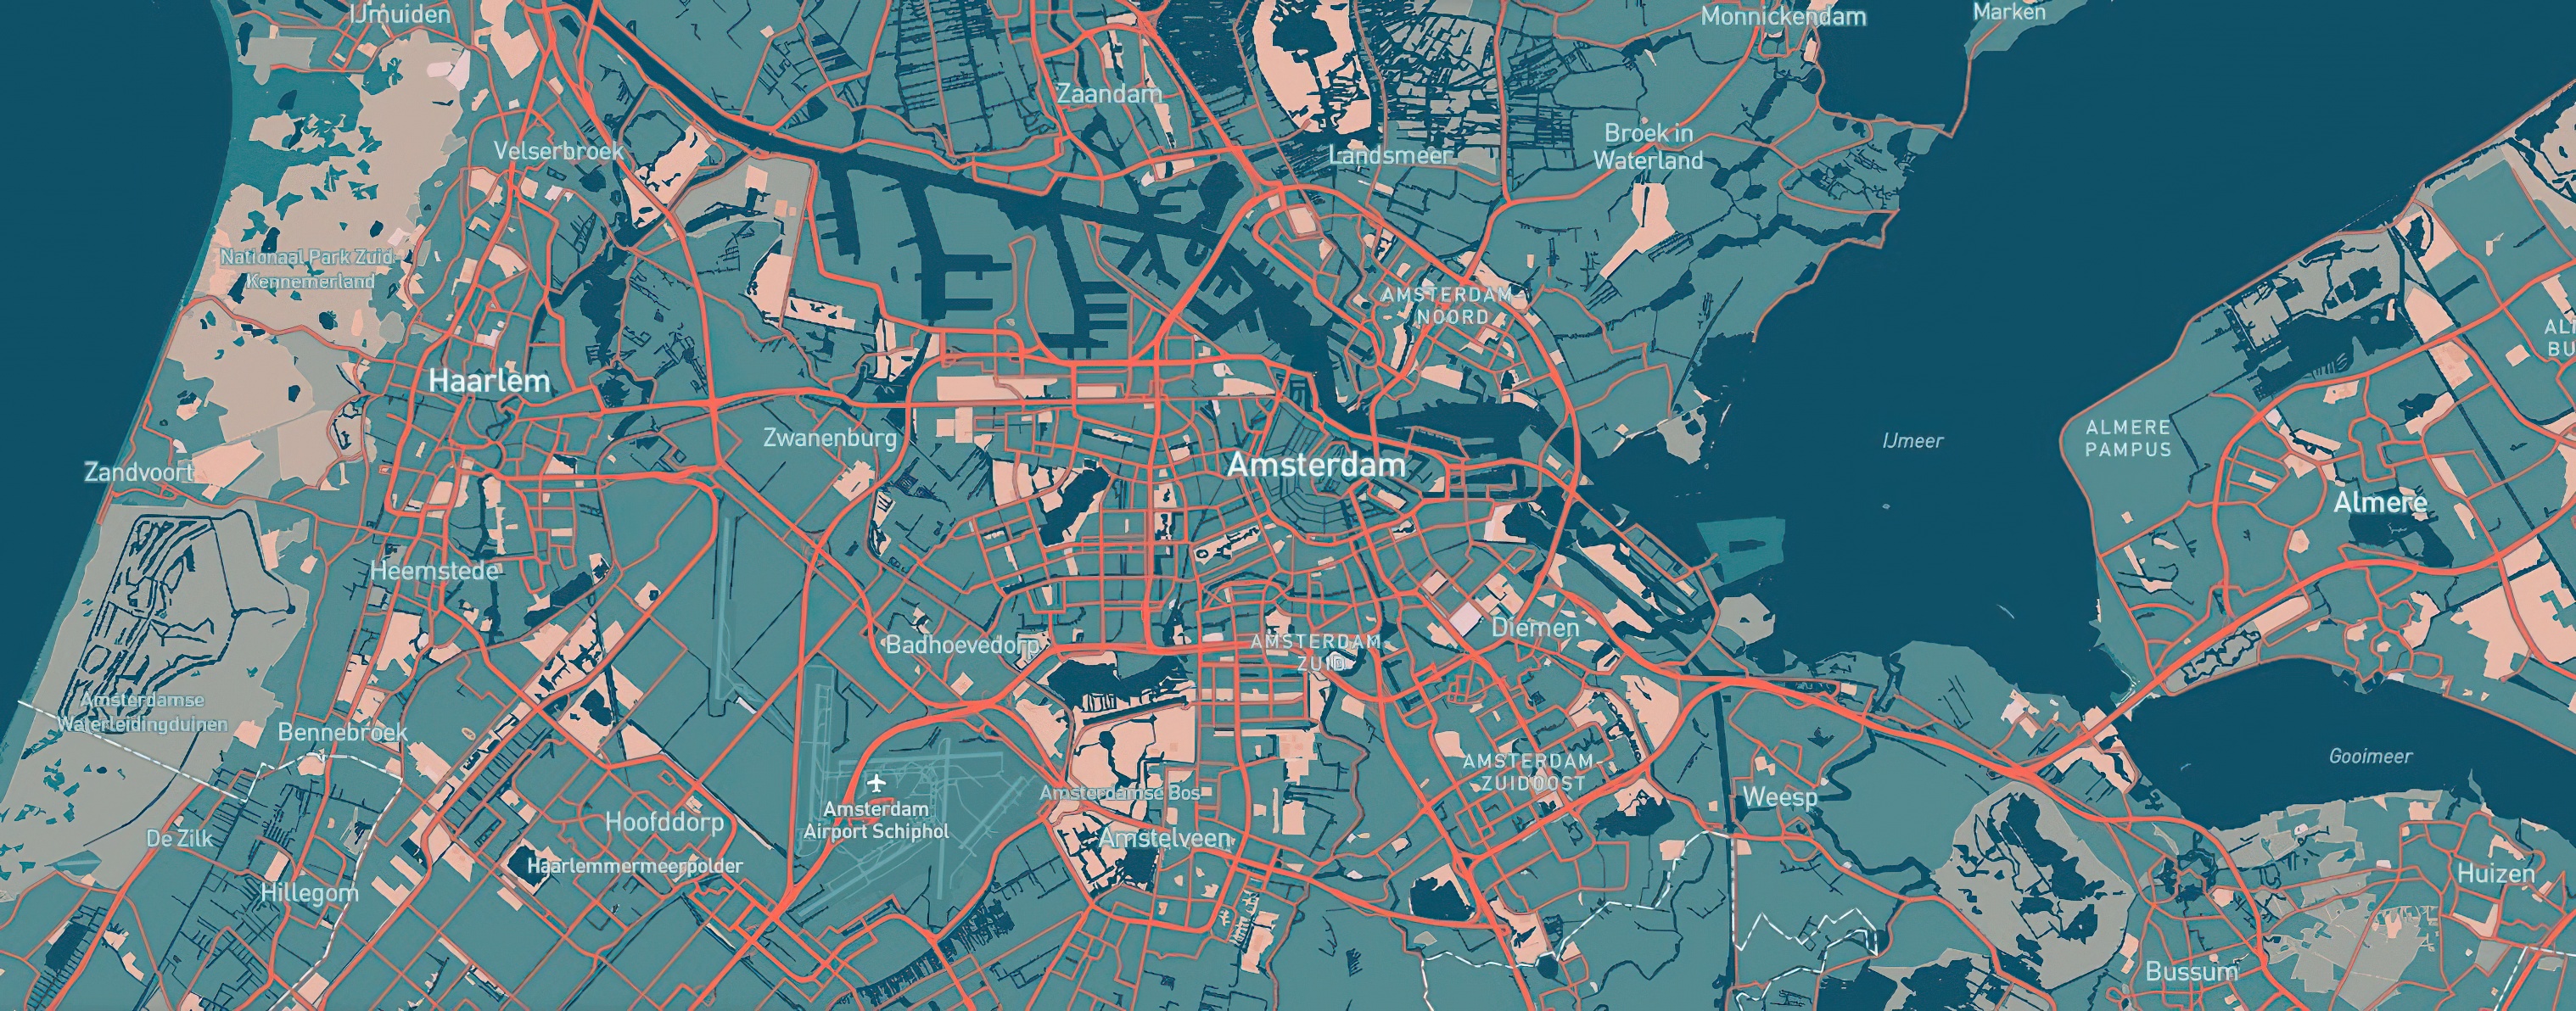 IJmuiden
Monnickendam
Marken
Zaandam
Velserbroek
Landsmeer
Broek in
Waterland
Nationaal Park Zuid-
Kennemerland
AMSTERDAM-
NOORD
Haarlem
Zwanenburg
Amsterdam
IJmeer
ALMERE
PAMPUS
Zandvoort
Almere
Heemstede
Badhoevedorp
AMSTERDAM-
ZUID
Diemen
Amsterdamse
Waterleidingduinen
Bennebroek
AMSTERDAM-
ZUIDOOST
Gooimeer
Amsterdam
Airport Schiphol
Amsterdamse Bos
Weesp
Hoofddorp
De Zilk
Amstelveen
Haarlemmermeerpolder
Hillegom
Huizen
Bussum